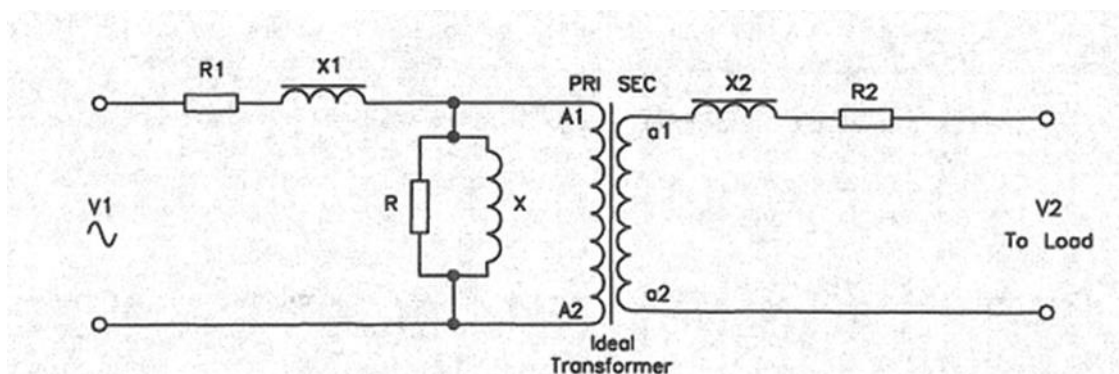 R1
X1
PRI
SEC
X2
R2
A1
a1
V1
R
X
V2
To Load
A2
a2
Ideal
Transformer